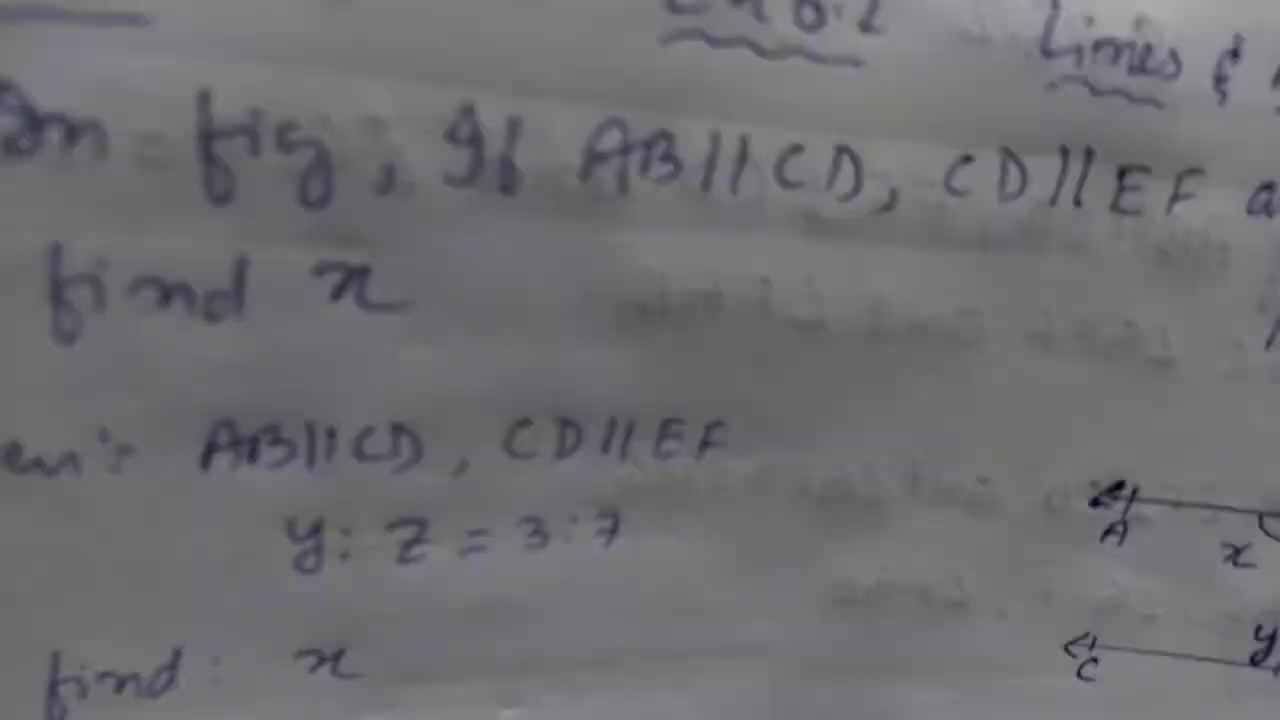 Lines &
In fig, If AB||CD, CD||EF
find x
AB||CD, CD||EF
y: z = 3:7
A
x
y
C
find: x